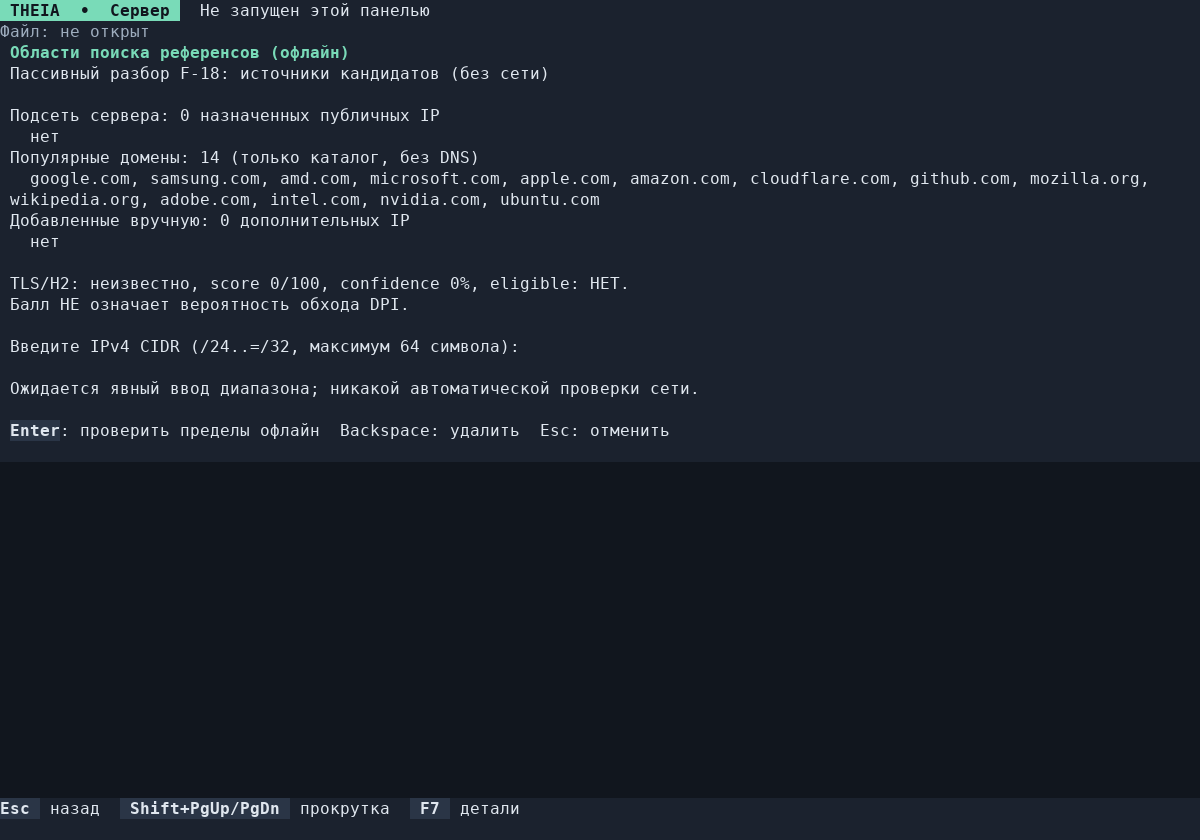 THEIA • Сервер Не запущен этой панелью
Файл: не открыт
Области поиска референсов (офлайн)
Пассивный разбор F-18: источники кандидатов (без сети)
Подсеть сервера: 0 назначенных публичных IP
нет
Популярные домены: 14 (только каталог, без DNS)
google.com, samsung.com, amd.com, microsoft.com, apple.com, amazon.com, cloudflare.com, github.com, mozilla.org,
wikipedia.org, adobe.com, intel.com, nvidia.com, ubuntu.com
Добавленные вручную: 0 дополнительных IP
нет
TLS/H2: неизвестно, score 0/100, confidence 0%, eligible: НЕТ.
Балл НЕ означает вероятность обхода DPI.
Введите IPv4 CIDR (/24..=/32, максимум 64 символа):
Ожидается явный ввод диапазона; никакой автоматической проверки сети.
Enter: проверить пределы офлайн Backspace: удалить Esc: отменить
Esc назад Shift+PgUp/PgDn прокрутка F7 детали